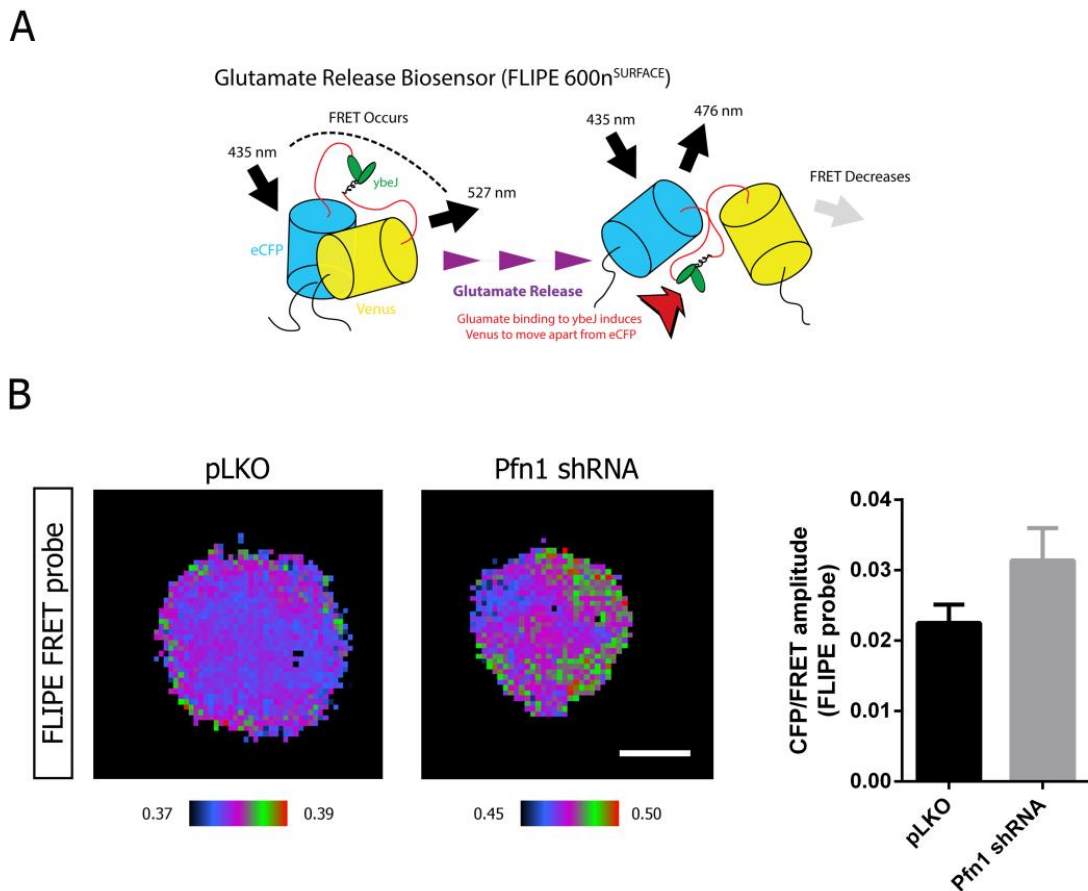 A
Glutamate Release Biosensor (FLIPE 600n^SURFACE)
FRET Occurs
435 nm
ybeJ
527 nm
eCFP
Venus
Glutamate Release
Gluamate binding to ybeJ induces
Venus to move apart from eCFP
435 nm
476 nm
FRET Decreases
B
FLIPE FRET probe
pLKO
Pfn1 shRNA
0.37
0.39
0.45
0.50
CFP/FRET amplitude
(FLIPE probe)
0.04
0.03
0.02
0.01
0.00
pLKO
Pfn1 shRNA